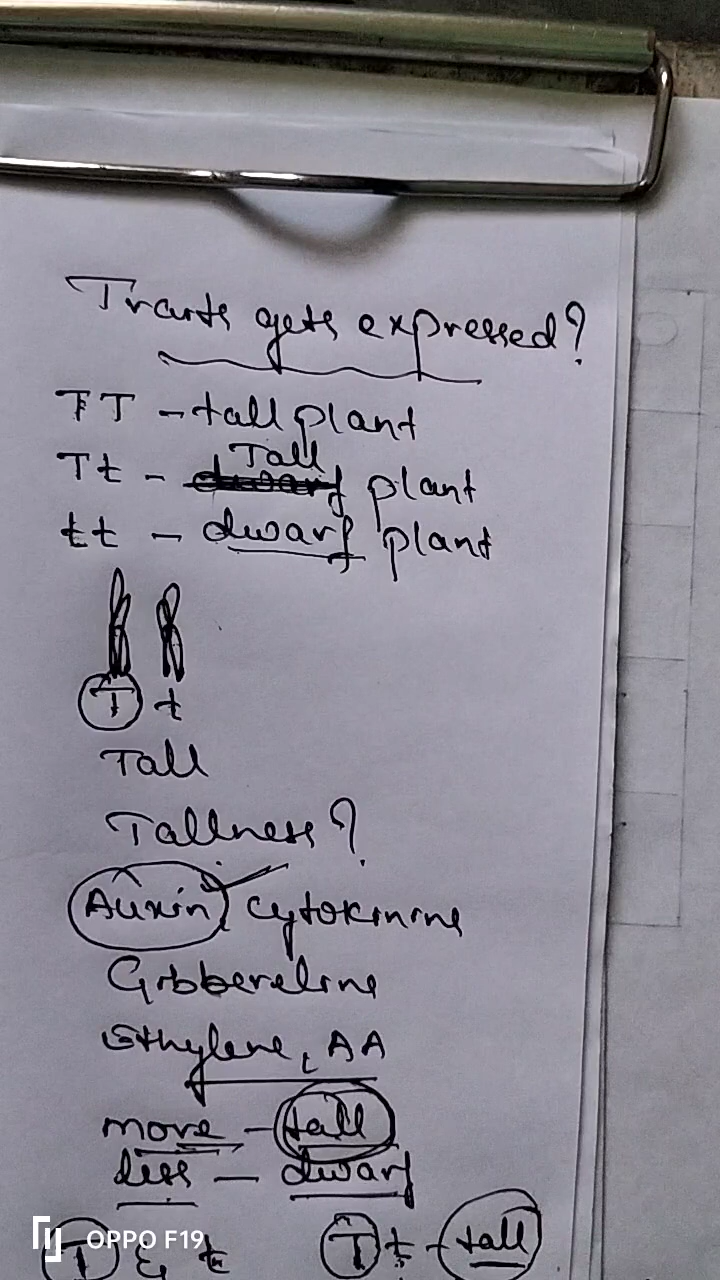 Traits gets expressed?
TT - tall plant
Tt - Tall plant
tt - dwarf plant
T t
Tall
Tallness?
Auxin, Cytokinine
Gibbereline
Ethylene, AA
more - tall
less - dwarf
T & t Tt - tall
OPPO F19